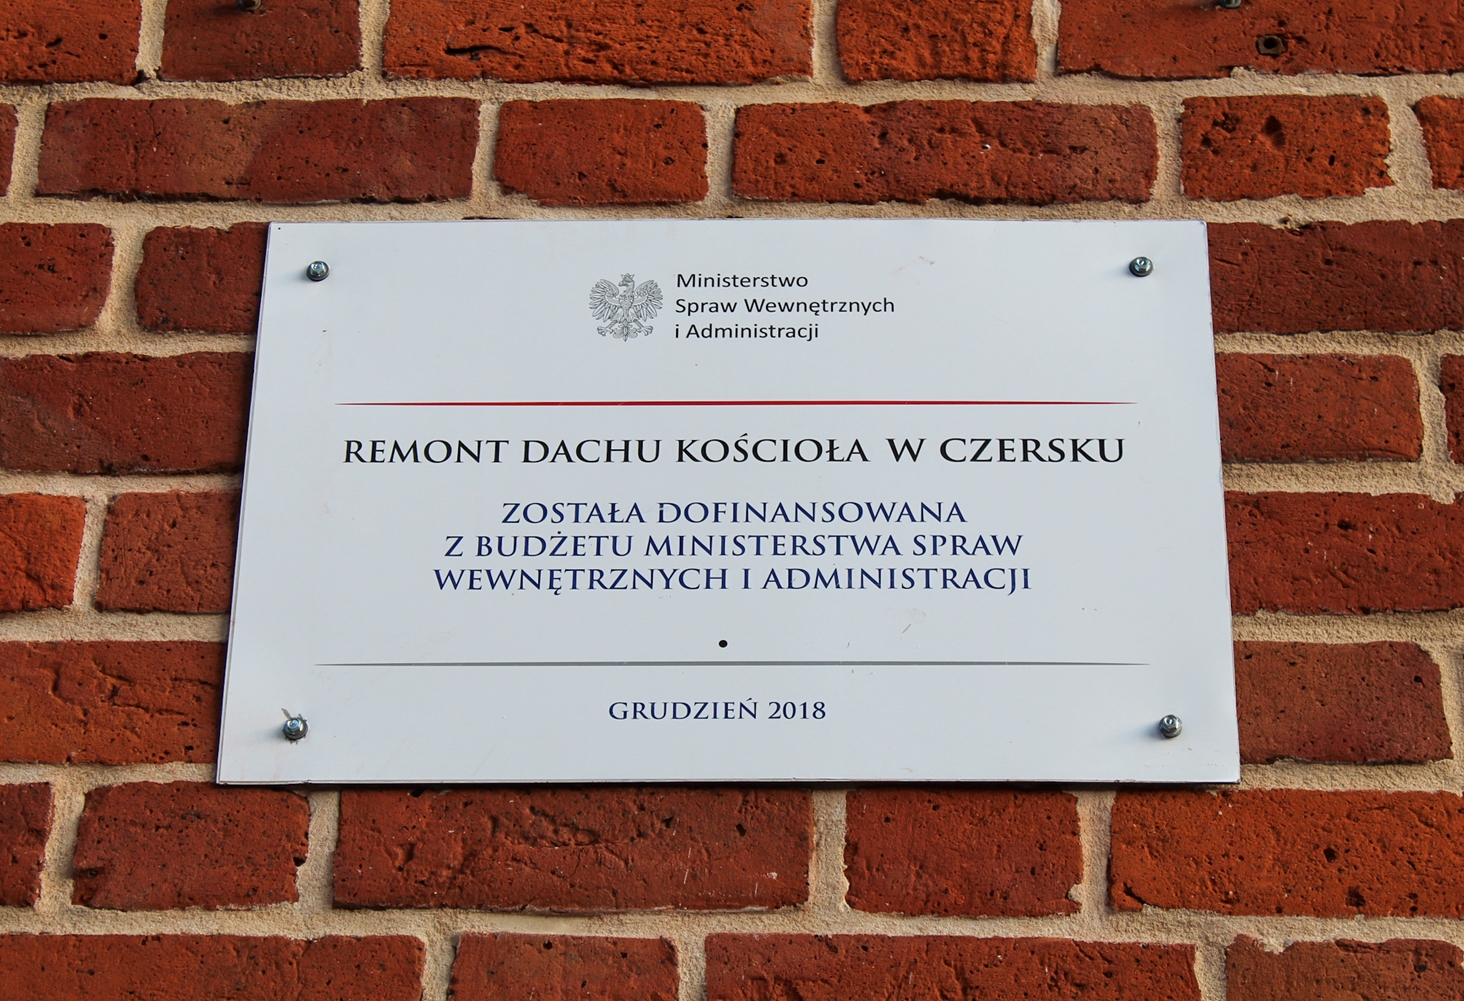 Ministerstwo
Spraw Wewnętrznych
i Administracji
REMONT DACHU KOŚCIOŁA W CZERSKU
ZOSTAŁA DOFINANSOWANA
Z BUDŻETU MINISTERSTWA SPRAW
WEWNĘTRZNYCH I ADMINISTRACJI
GRUDZIEŃ 2018